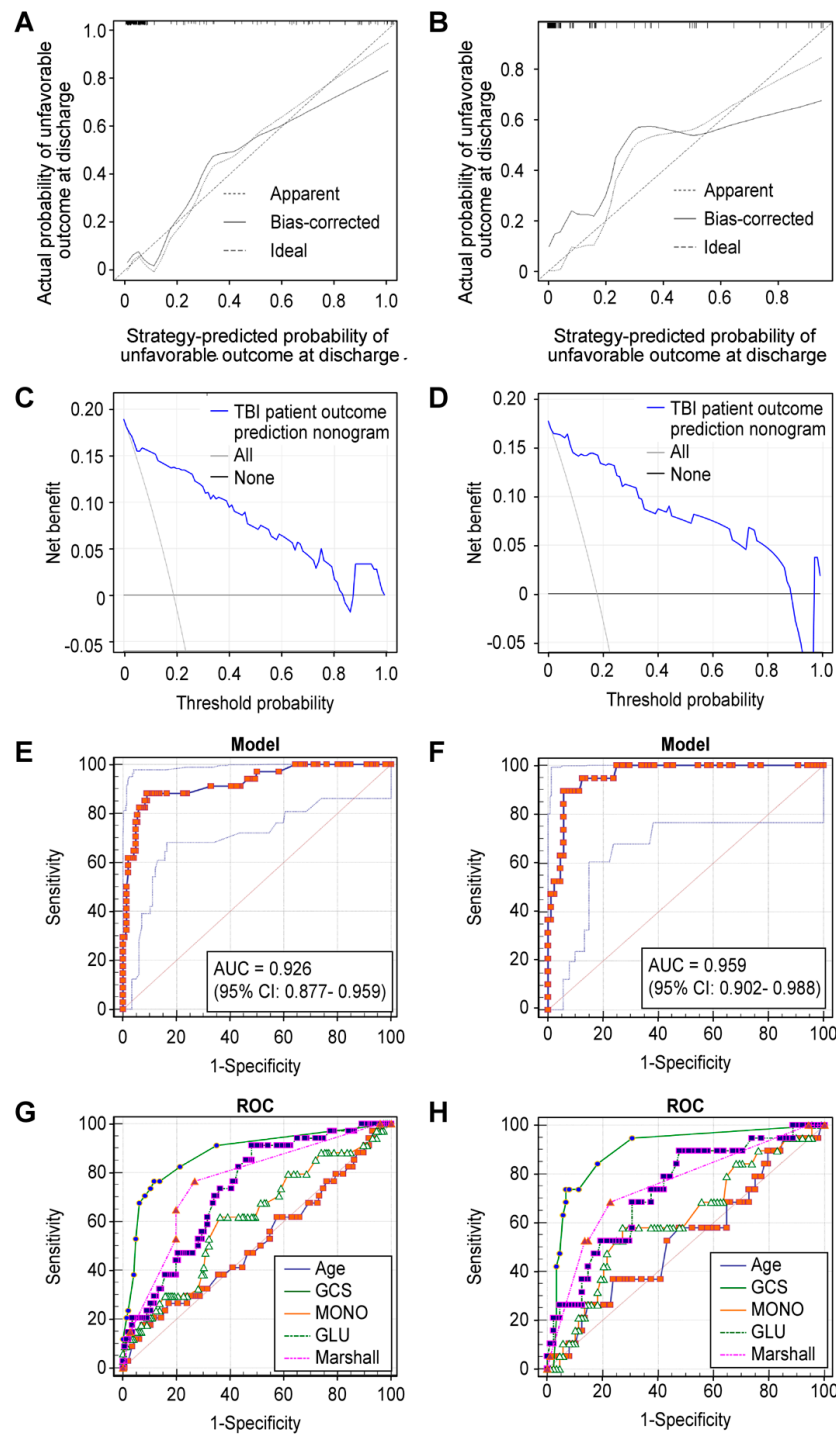 A
Actual probability of unfavorable
outcome at discharge
1.0
0.8
0.6
0.4
0.2
0
Apparent
Bias-corrected
Ideal
0 0.2 0.4 0.6 0.8 1.0
Strategy-predicted probability of
unfavorable outcome at discharge
B
Actual probability of unfavorable
outcome at discharge
0.8
0.6
0.4
0.2
0
Apparent
Bias-corrected
Ideal
0 0.2 0.4 0.6 0.8
Strategy-predicted probability of
unfavorable outcome at discharge
C
Net benefit
0.20
0.15
0.10
0.05
0
-0.05
TBI patient outcome
prediction nonogram
All
None
0 0.2 0.4 0.6 0.8 1.0
Threshold probability
D
Net benefit
0.20
0.15
0.10
0.05
0
-0.05
TBI patient outcome
prediction nonogram
All
None
0 0.2 0.4 0.6 0.8 1.0
Threshold probability
E
Model
Sensitivity
100
80
60
40
20
0
AUC = 0.926
(95% CI: 0.877- 0.959)
0 20 40 60 80 100
1-Specificity
F
Model
Sensitivity
100
80
60
40
20
0
AUC = 0.959
(95% CI: 0.902- 0.988)
0 20 40 60 80 100
1-Specificity
G
ROC
Sensitivity
100
80
60
40
20
0
Age
GCS
MONO
GLU
Marshall
0 20 40 60 80 100
1-Specificity
H
ROC
Sensitivity
100
80
60
40
20
0
Age
GCS
MONO
GLU
Marshall
0 20 40 60 80 100
1-Specificity